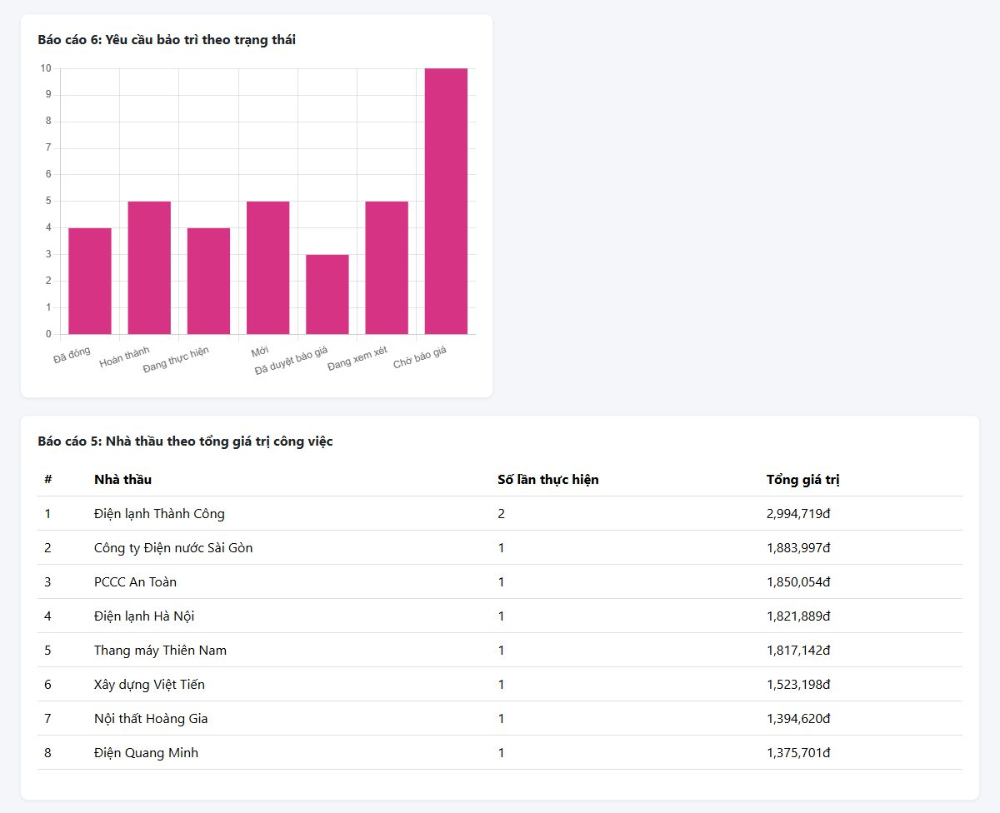 Báo cáo 6: Yêu cầu bảo trì theo trạng thái
10
9
8
7
6
5
4
3
2
1
0
Đã đóng
Hoàn thành
Đang thực hiện
Mới
Đã duyệt báo giá
Đang xem xét
Chờ báo giá
Báo cáo 5: Nhà thầu theo tổng giá trị công việc
# Nhà thầu Số lần thực hiện Tổng giá trị
1 Điện lạnh Thành Công 2 2,994,719đ
2 Công ty Điện nước Sài Gòn 1 1,883,997đ
3 PCCC An Toàn 1 1,850,054đ
4 Điện lạnh Hà Nội 1 1,821,889đ
5 Thang máy Thiên Nam 1 1,817,142đ
6 Xây dựng Việt Tiến 1 1,523,198đ
7 Nội thất Hoàng Gia 1 1,394,620đ
8 Điện Quang Minh 1 1,375,701đ